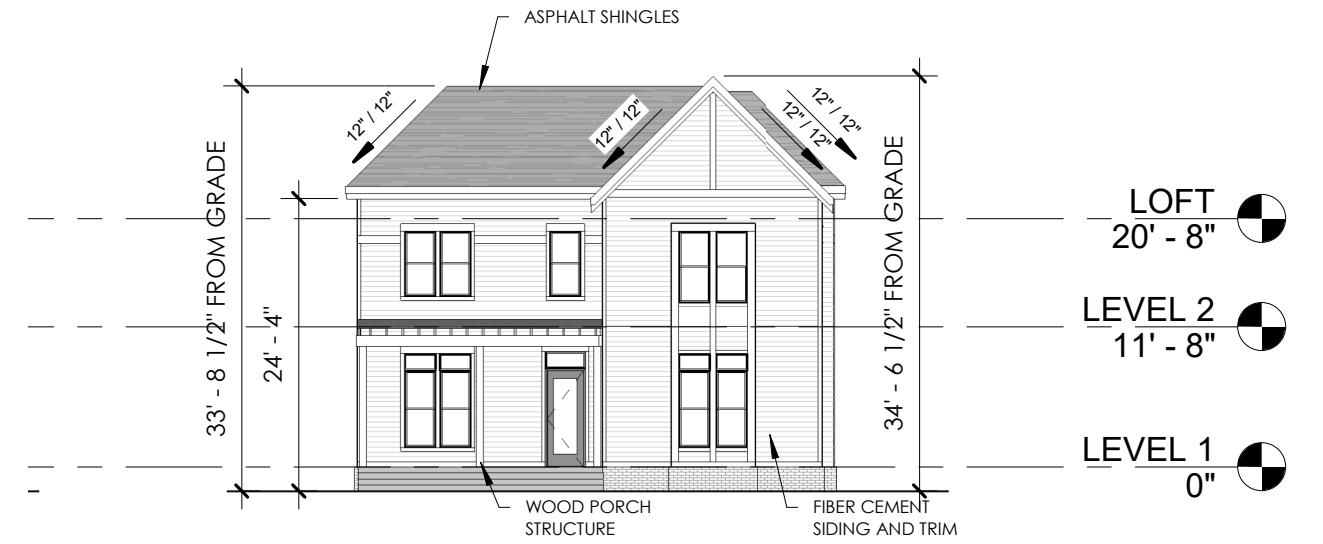 ASPHALT SHINGLES
12" / 12"
12" / 12"
12" / 12"
12" / 12"
33' - 8 1/2" FROM GRADE
24' - 4"
34' - 6 1/2" FROM GRADE
LOFT
20' - 8"
LEVEL 2
11' - 8"
LEVEL 1
0"
WOOD PORCH
STRUCTURE
FIBER CEMENT
SIDING AND TRIM